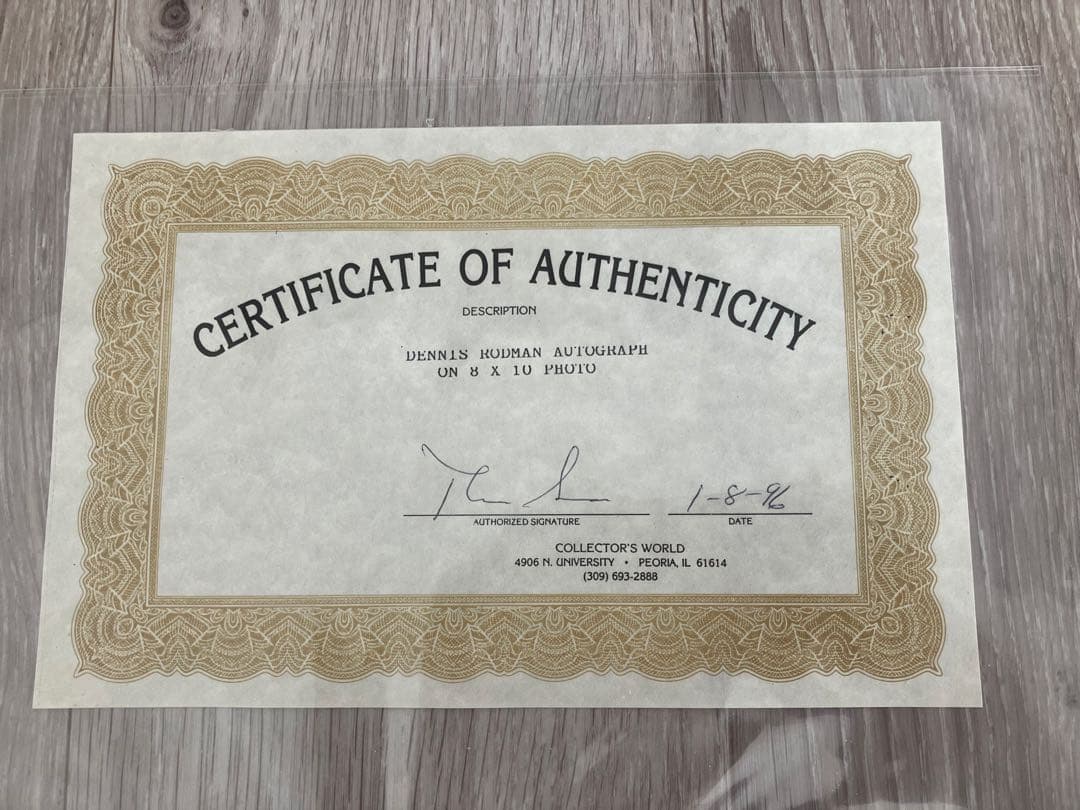 CERTIFICATE OF AUTHENTICITY
DESCRIPTION
DENNIS RODMAN AUTOGRAPH
ON 8 X 10 PHOTO
1-8-96
AUTHORIZED SIGNATURE
DATE
COLLECTOR'S WORLD
4906 N. UNIVERSITY • PEORIA, IL 61614
(309) 693-2888